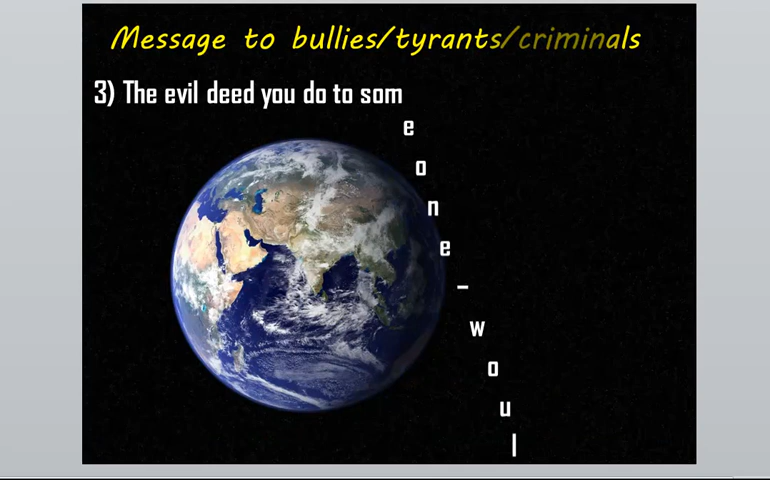 Message to bullies/tyrants/criminals
3) The evil deed you do to som
e
o
n
e
–
w
o
u
l